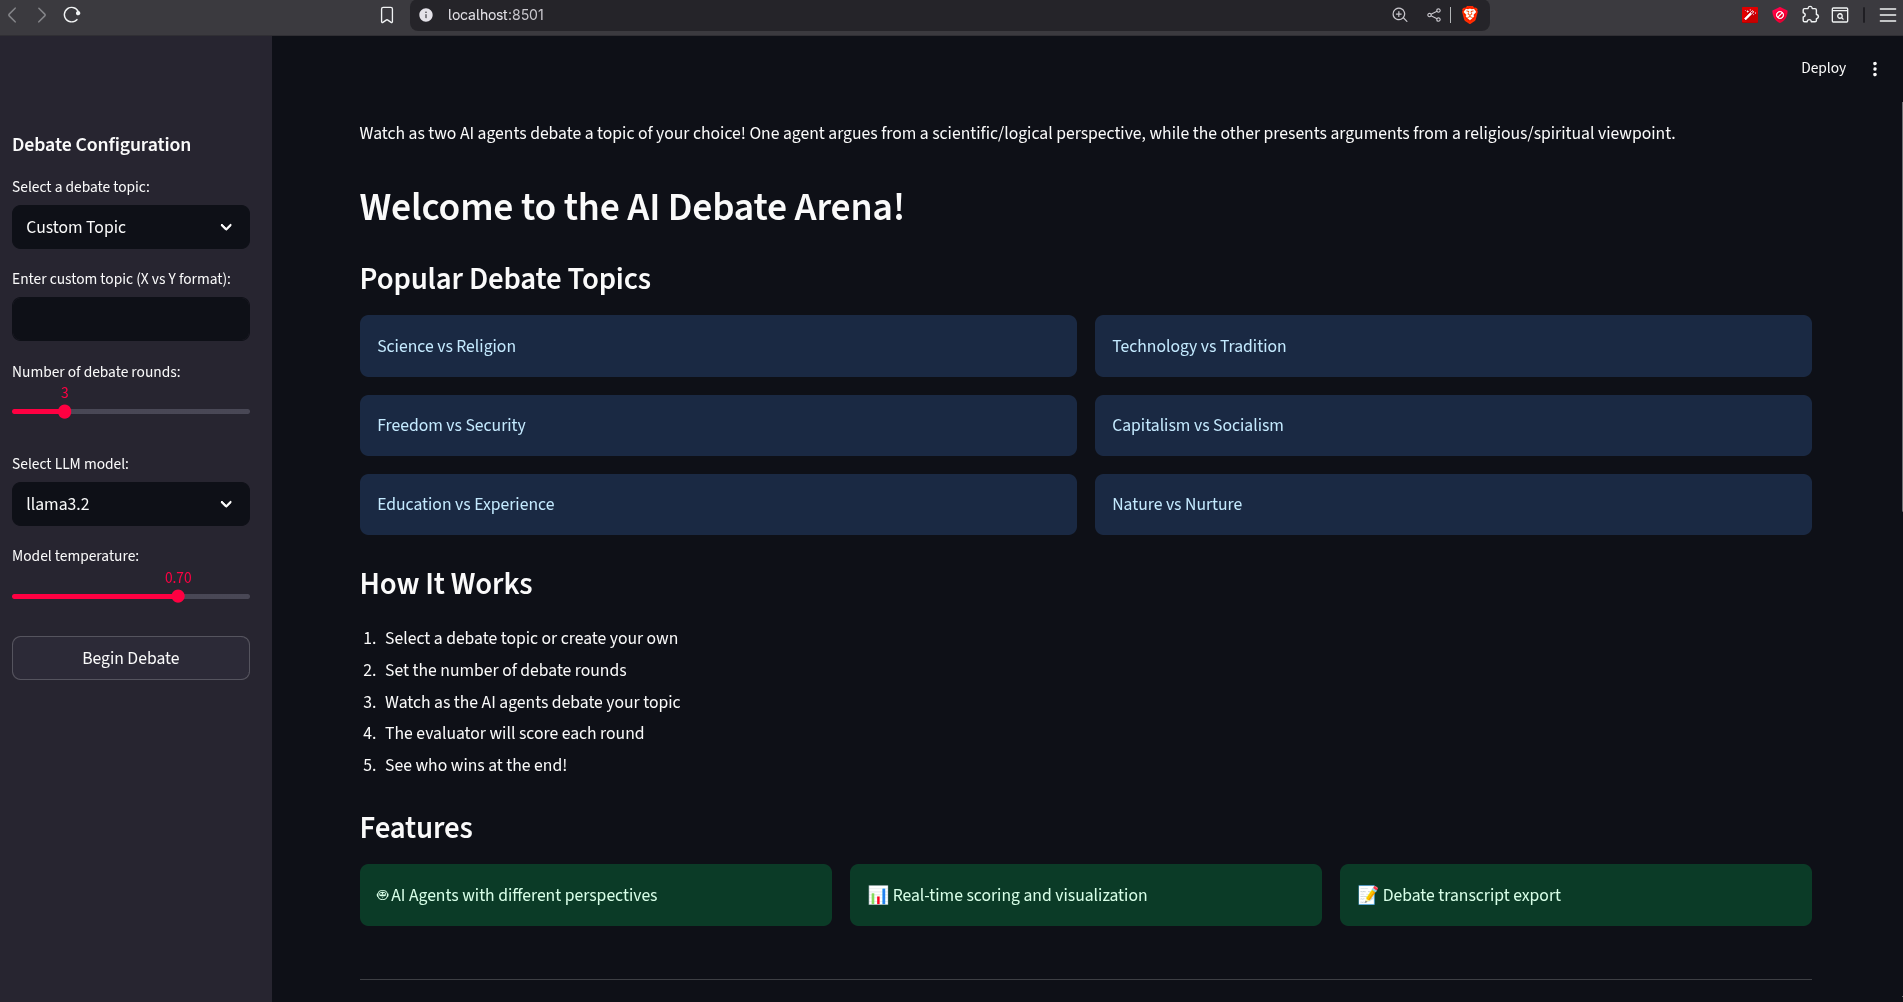 localhost:8501
Deploy
Debate Configuration
Select a debate topic:
Custom Topic
Enter custom topic (X vs Y format):
Number of debate rounds:
3
Select LLM model:
llama3.2
Model temperature:
0.70
Begin Debate
Watch as two AI agents debate a topic of your choice! One agent argues from a scientific/logical perspective, while the other presents arguments from a religious/spiritual viewpoint.
Welcome to the AI Debate Arena!
Popular Debate Topics
Science vs Religion
Technology vs Tradition
Freedom vs Security
Capitalism vs Socialism
Education vs Experience
Nature vs Nurture
How It Works
1. Select a debate topic or create your own
2. Set the number of debate rounds
3. Watch as the AI agents debate your topic
4. The evaluator will score each round
5. See who wins at the end!
Features
AI Agents with different perspectives
📊 Real-time scoring and visualization
📝 Debate transcript export